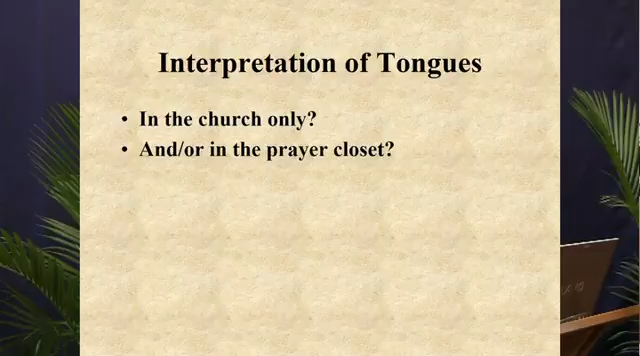 Interpretation of Tongues
• In the church only?
• And/or in the prayer closet?